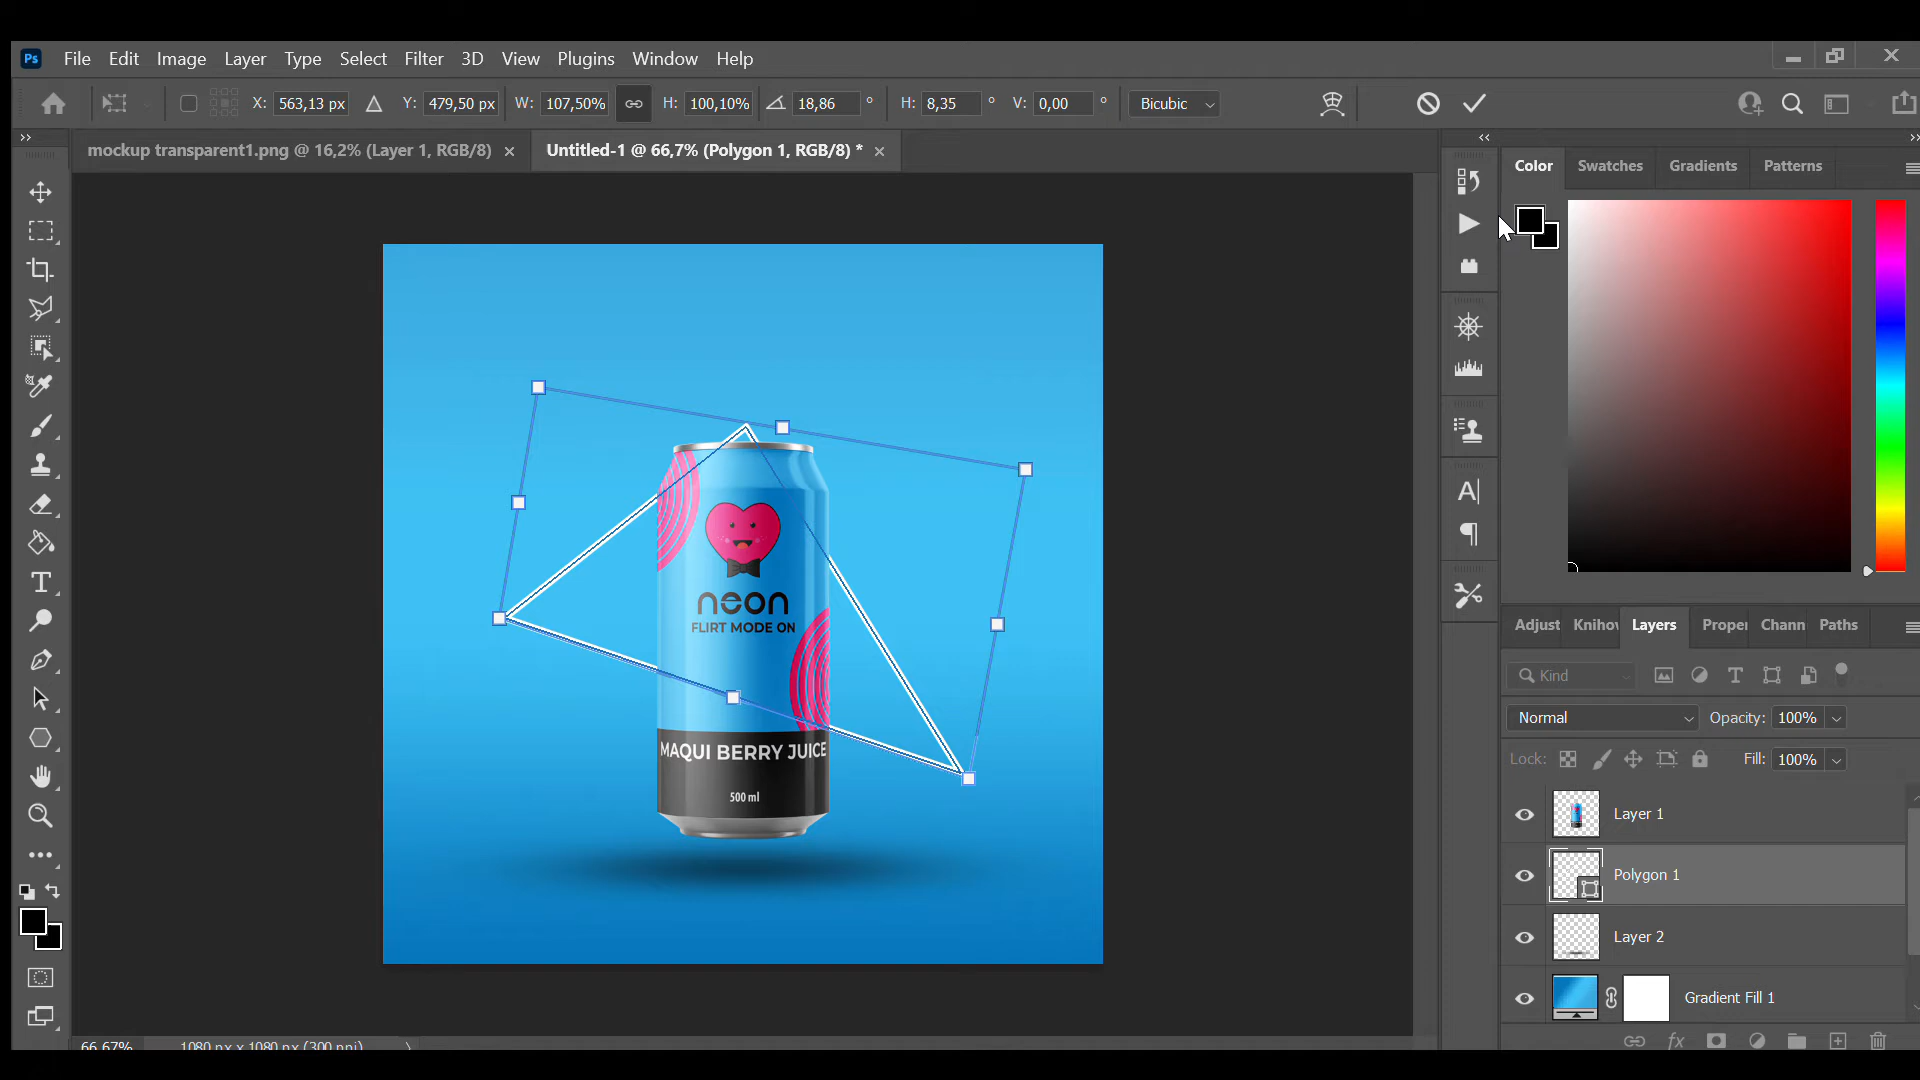 Ps File Edit Image Layer Type Select Filter 3D View Plugins Window Help
X: 563,13 px Y: 479,50 px W: 107,50% H: 100,10% 18,86 ° H: 8,35 ° V: 0,00 ° Bicubic
mockup transparent1.png @ 16,2% (Layer 1, RGB/8) × Untitled-1 @ 66,7% (Polygon 1, RGB/8) * ×
Color Swatches Gradients Patterns
neon
FLIRT MODE ON
MAQUI BERRY JUICE
500 ml
Adjust Kniho Layers Proper Chann Paths
Kind
Normal Opacity: 100%
Lock: Fill: 100%
Layer 1
Polygon 1
Layer 2
Gradient Fill 1
fx
66,67% 1080 px x 1080 px (300 ppi)